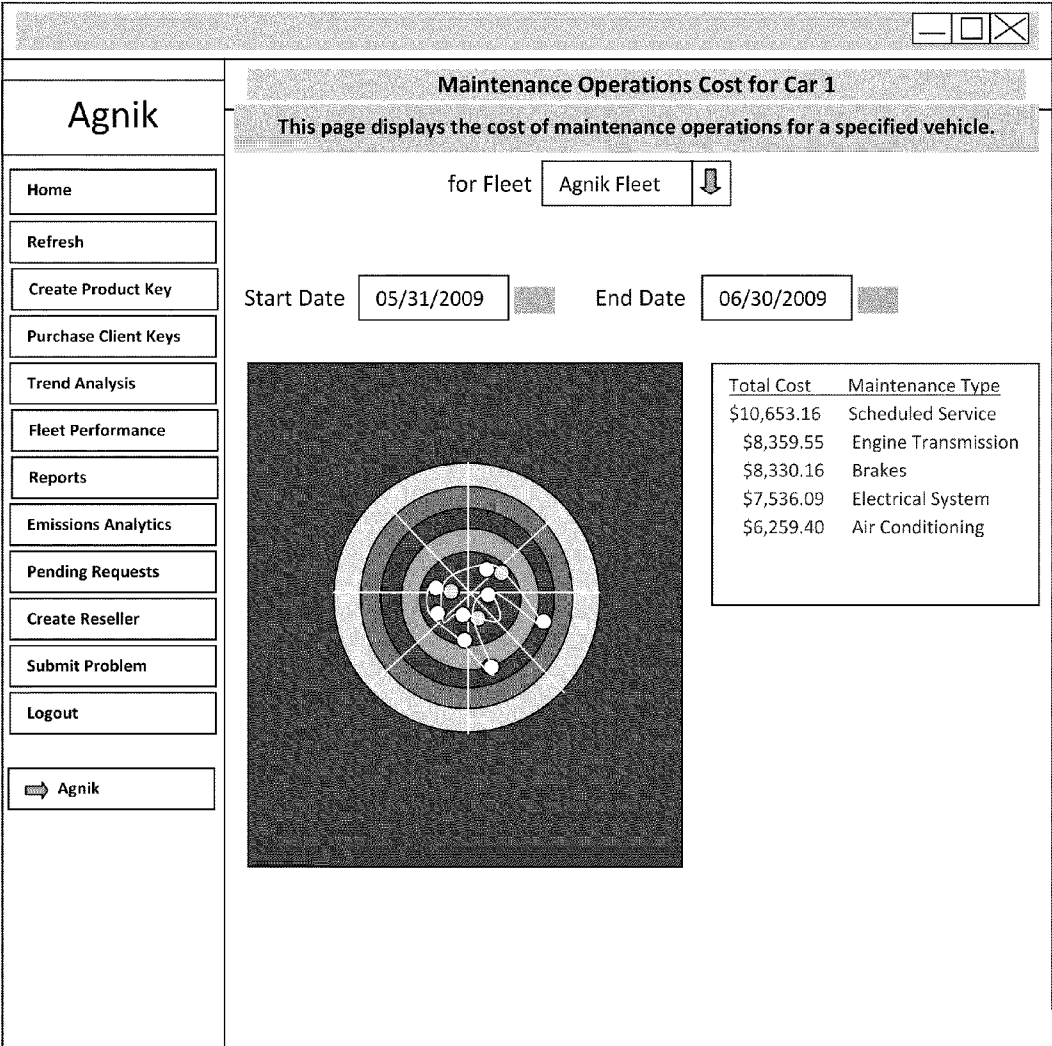 Agnik
Maintenance Operations Cost for Car 1
This page displays the cost of maintenance operations for a specified vehicle.
for Fleet Agnik Fleet
Home
Refresh
Create Product Key
Purchase Client Keys
Trend Analysis
Fleet Performance
Reports
Emissions Analytics
Pending Requests
Create Reseller
Submit Problem
Logout
Agnik
Start Date 05/31/2009 End Date 06/30/2009
Total Cost Maintenance Type
$10,653.16 Scheduled Service
$8,359.55 Engine Transmission
$8,330.16 Brakes
$7,536.09 Electrical System
$6,259.40 Air Conditioning